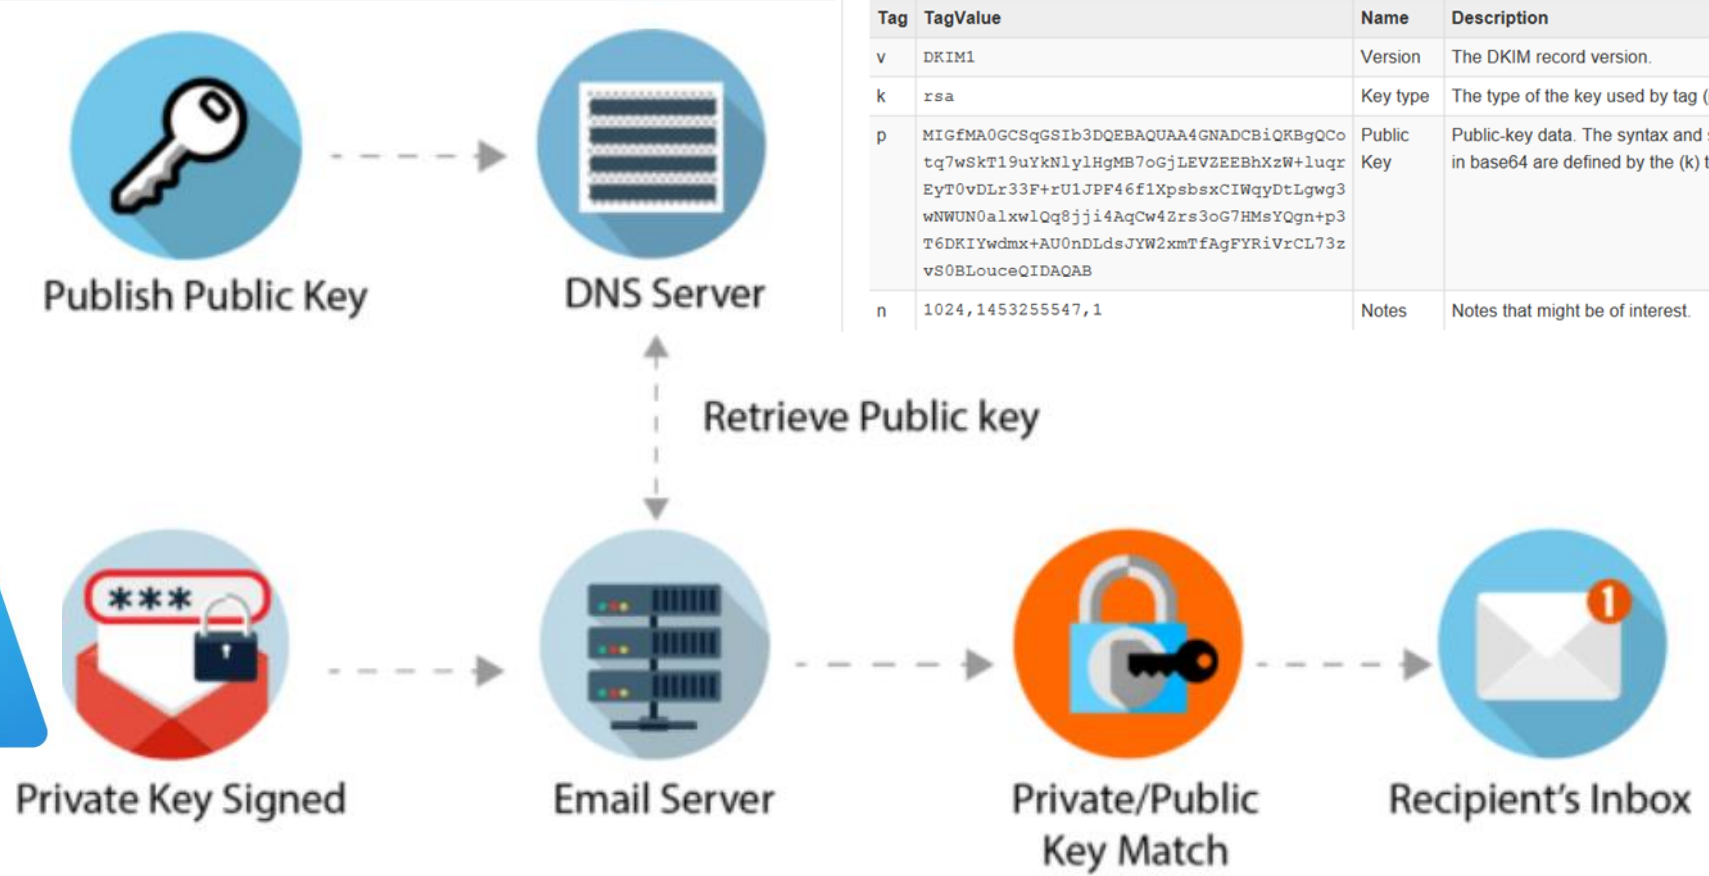 Tag TagValue Name Description
v DKIM1 Version The DKIM record version.
k rsa Key type The type of the key used by tag (
p MIGfMA0GCSqGSIb3DQEBAQUAA4GNADCBiQKBgQCo Public Public-key data. The syntax and s
tq7wSkT19uYkNlylHgMB7oGjLEVZEEBhXzW+luqr Key in base64 are defined by the (k) t
EyT0vDLr33F+rU1JPF46f1XpsbsxCIWqyDtLgwg3
wNWUN0alxwlQq8jji4AqCw4Zrs3oG7HMsYQgn+p3
T6DKIYwdmx+AU0nDLdsJYW2xmTfAgFYRiVrCL73z
vS0BLouceQIDAQAB
n 1024,1453255547,1 Notes Notes that might be of interest.
Publish Public Key
DNS Server
Retrieve Public key
***
1
Private Key Signed
Email Server
Private/Public
Key Match
Recipient's Inbox